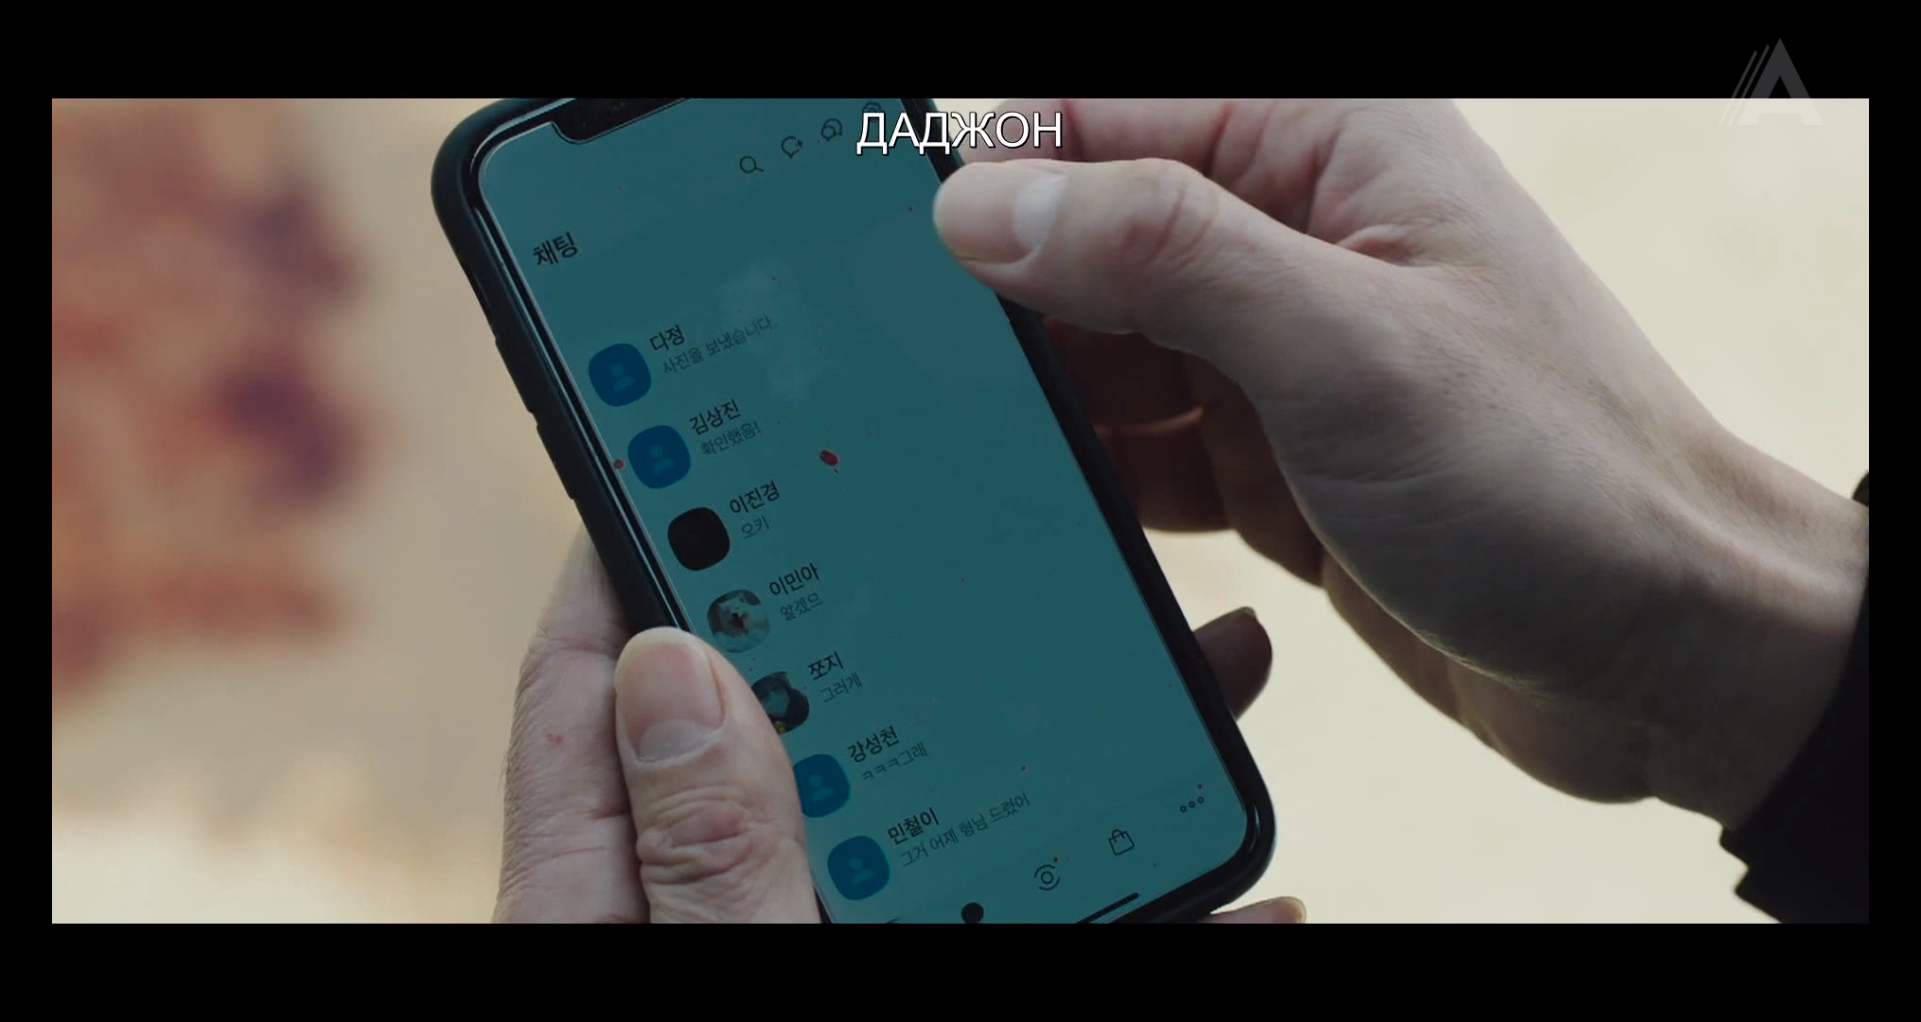 ДАДЖОН
채팅
다정
사진을 보냈습니다.
김상진
확인했음!
이진경
오키
이민아
알겠으
쪼지
그러게
강성천
ㅋㅋㅋ그래
민철이
그거 어제 형님 드렸어